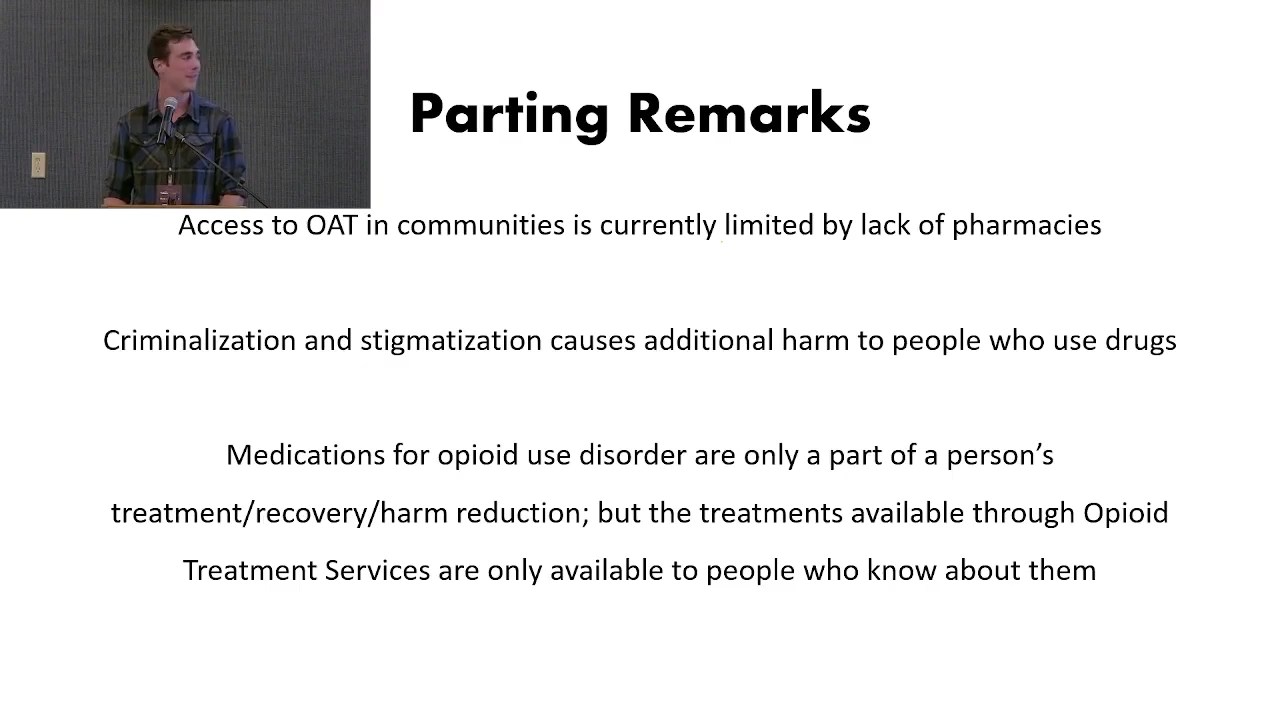 Parting Remarks
Access to OAT in communities is currently limited by lack of pharmacies
Criminalization and stigmatization causes additional harm to people who use drugs
Medications for opioid use disorder are only a part of a person’s
treatment/recovery/harm reduction; but the treatments available through Opioid
Treatment Services are only available to people who know about them